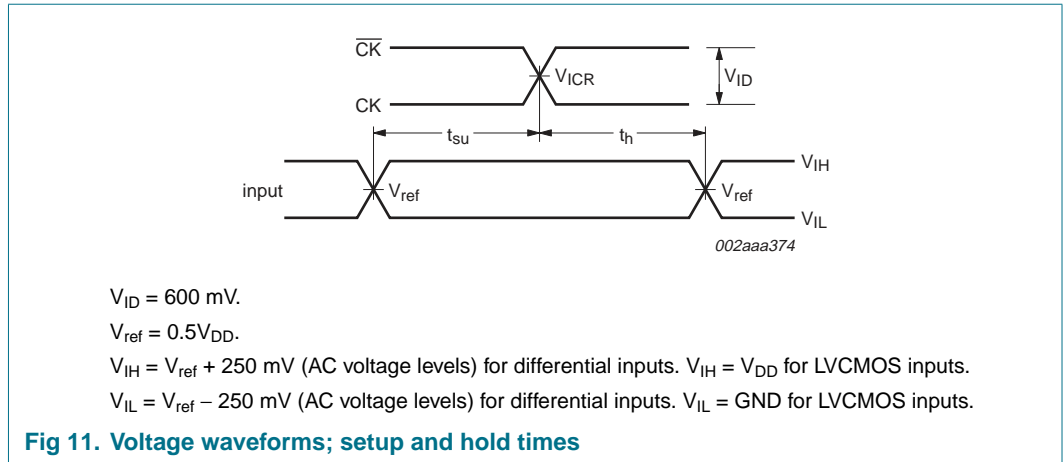 CK
VICR
VID
CK
tsu
th
VIH
input
Vref
Vref
VIL
002aaa374
VID = 600 mV.
Vref = 0.5VDD.
VIH = Vref + 250 mV (AC voltage levels) for differential inputs. VIH = VDD for LVCMOS inputs.
VIL = Vref − 250 mV (AC voltage levels) for differential inputs. VIL = GND for LVCMOS inputs.
Fig 11. Voltage waveforms; setup and hold times